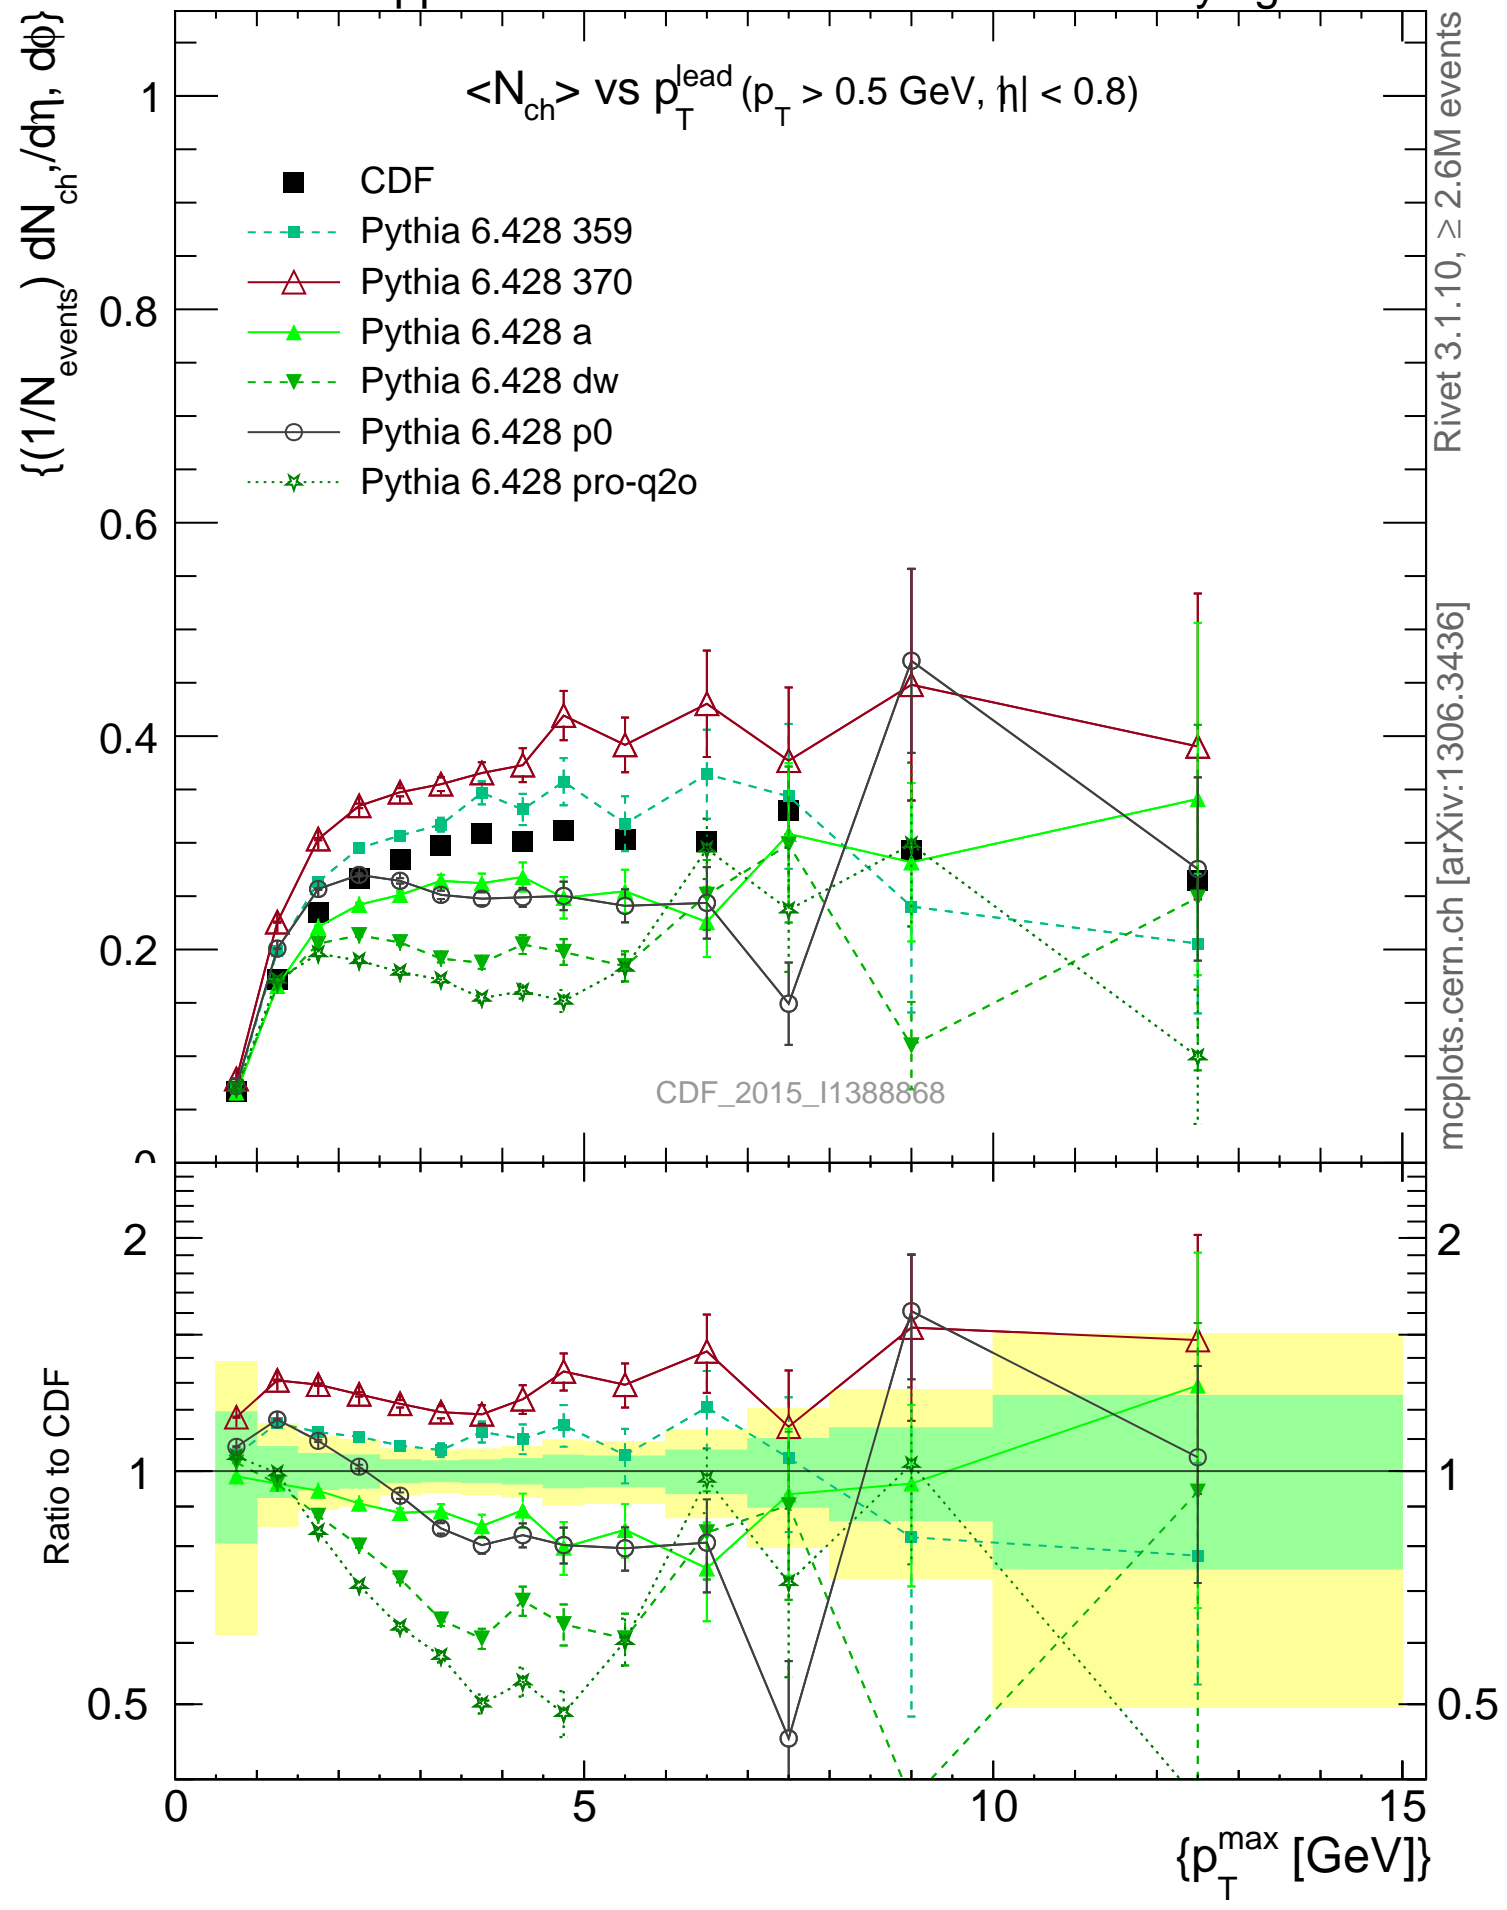 <N_ch> vs p_T^lead (p_T > 0.5 GeV, |η| < 0.8)
{(1/N_events) dN_ch/dη, dϕ}
CDF
Pythia 6.428 359
Pythia 6.428 370
Pythia 6.428 a
Pythia 6.428 dw
Pythia 6.428 p0
Pythia 6.428 pro-q2o
1
0.8
0.6
0.4
0.2
0
CDF_2015_I1388868
Rivet 3.1.10, ≥ 2.6M events
mcplots.cern.ch [arXiv:1306.3436]
Ratio to CDF
2
1
0.5
2
1
0.5
0 5 10 15
{p_T^max [GeV]}